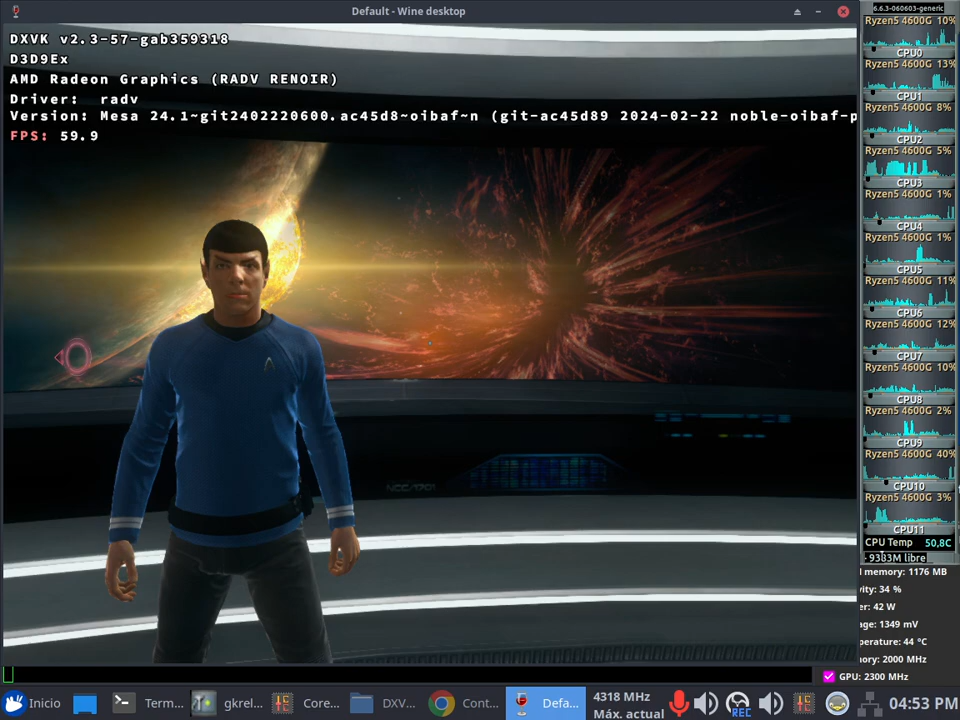 Default - Wine desktop
DXVK v2.3-57-gab359318
D3D9Ex
AMD Radeon Graphics (RADV RENOIR)
Driver: radv
Version: Mesa 24.1~git2402220600.ac45d8~oibaf~n (git-ac45d89 2024-02-22 noble-oibaf-p
FPS: 59.9
6.6.3-060603-generic
Ryzen5 4600G 10%
CPU0
Ryzen5 4600G 13%
CPU1
Ryzen5 4600G 8%
CPU2
Ryzen5 4600G 5%
CPU3
Ryzen5 4600G 1%
CPU4
Ryzen5 4600G 1%
CPU5
Ryzen5 4600G 11%
CPU6
Ryzen5 4600G 12%
CPU7
Ryzen5 4600G 10%
CPU8
Ryzen5 4600G 2%
CPU9
Ryzen5 4600G 40%
CPU10
Ryzen5 4600G 3%
CPU11
CPU Temp 50,8C
libre
memory: 1176 MB
vity: 34 %
er: 42 W
age: 1349 mV
perature: 44 °C
ory: 2000 MHz
GPU: 2300 MHz
Inicio
Term...
gkrel...
Core...
DXV...
Cont...
Defa...
4318 MHz
Máx. actual
REC
04:53 PM